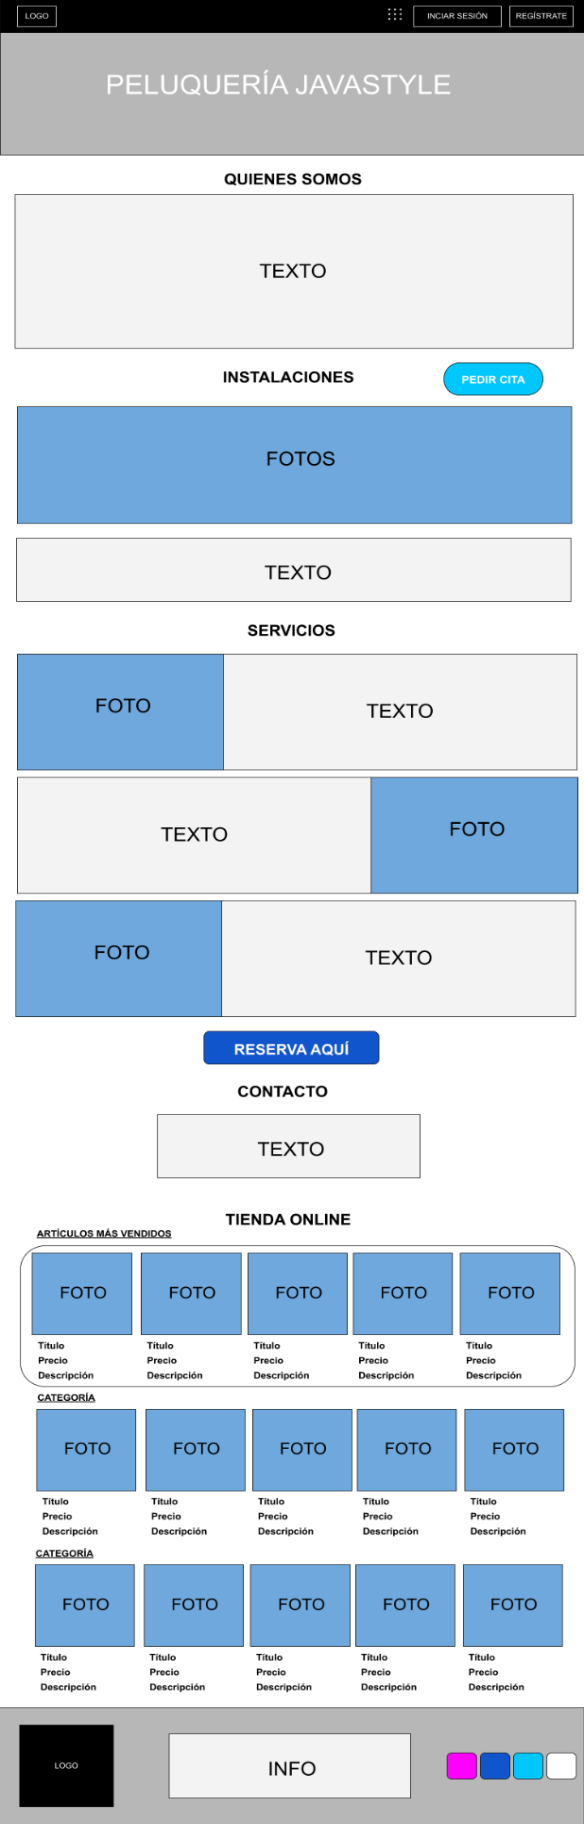 LOGO
INCIAR SESIÓN
REGÍSTRATE
PELUQUERÍA JAVASTYLE
QUIENES SOMOS
TEXTO
INSTALACIONES
PEDIR CITA
FOTOS
TEXTO
SERVICIOS
FOTO
TEXTO
TEXTO
FOTO
FOTO
TEXTO
RESERVA AQUÍ
CONTACTO
TEXTO
TIENDA ONLINE
ARTÍCULOS MÁS VENDIDOS
FOTO FOTO FOTO FOTO FOTO
Título Título Título Título Título
Precio Precio Precio Precio Precio
Descripción Descripción Descripción Descripción Descripción
CATEGORÍA
FOTO FOTO FOTO FOTO FOTO
Título Título Título Título Título
Precio Precio Precio Precio Precio
Descripción Descripción Descripción Descripción Descripción
CATEGORÍA
FOTO FOTO FOTO FOTO FOTO
Título Título Título Título Título
Precio Precio Precio Precio Precio
Descripción Descripción Descripción Descripción Descripción
LOGO
INFO